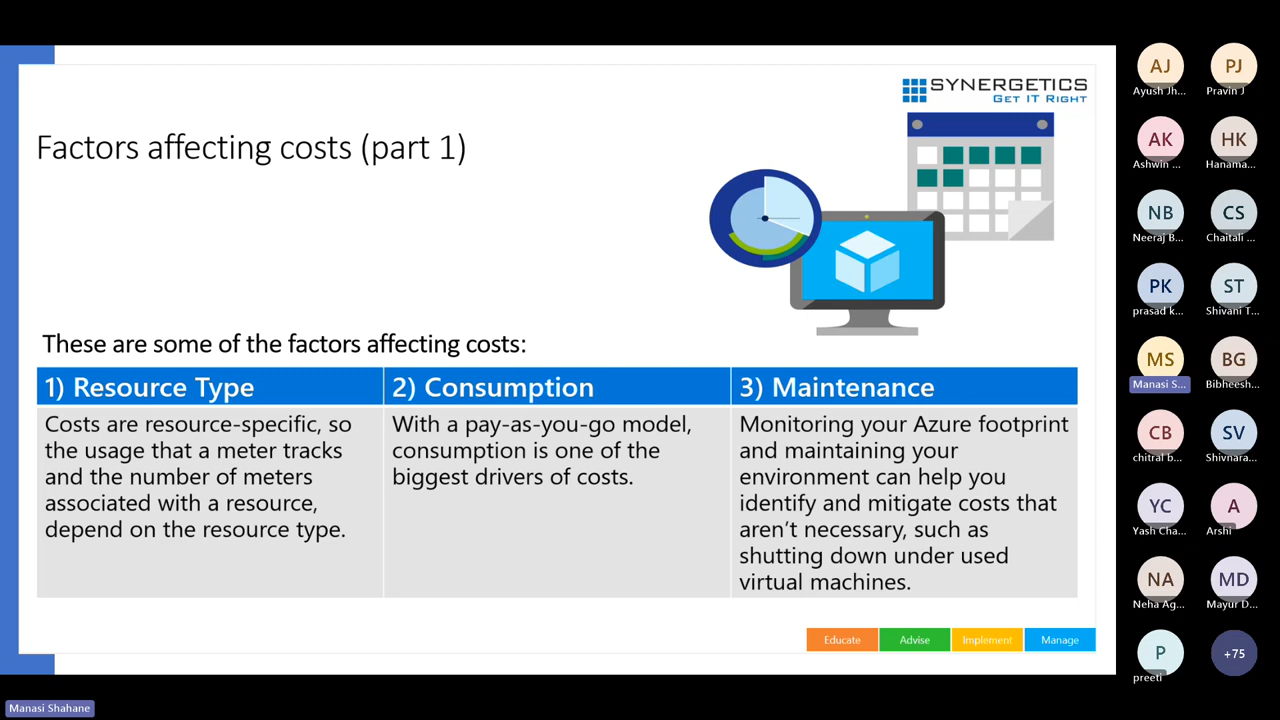 SYNERGETICS
GET IT RIGHT
Factors affecting costs (part 1)
These are some of the factors affecting costs:
1) Resource Type
Costs are resource-specific, so
the usage that a meter tracks
and the number of meters
associated with a resource,
depend on the resource type.
2) Consumption
With a pay-as-you-go model,
consumption is one of the
biggest drivers of costs.
3) Maintenance
Monitoring your Azure footprint
and maintaining your
environment can help you
identify and mitigate costs that
aren't necessary, such as
shutting down under used
virtual machines.
Educate
Advise
Implement
Manage
AJ
Ayush Jh...
PJ
Pravin J
AK
Ashwin ...
HK
Hanama...
NB
Neeraj B...
CS
Chaitali ...
PK
prasad k...
ST
Shivani T...
MS
Manasi S...
BG
Bibheesh...
CB
chitral b...
SV
Shivnara...
YC
Yash Cha...
A
Arshi
NA
Neha Ag...
MD
Mayur D...
P
preeti
+75
Manasi Shahane